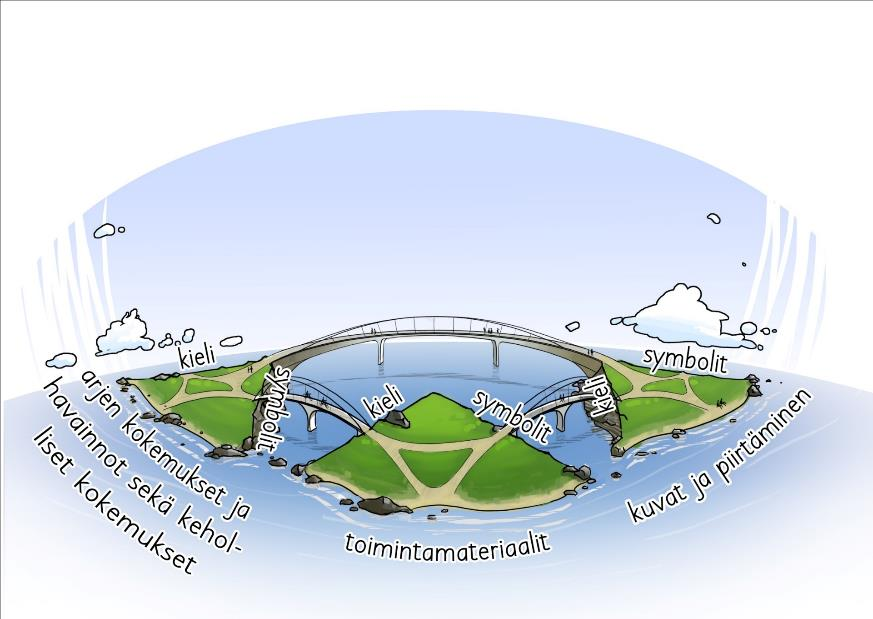 kieli
symbolit
arjen kokemukset ja
havainnot sekä kehol-
liset kokemukset
kieli
symbolit
toimintamateriaalit
kieli
symbolit
kuvat ja piirtäminen